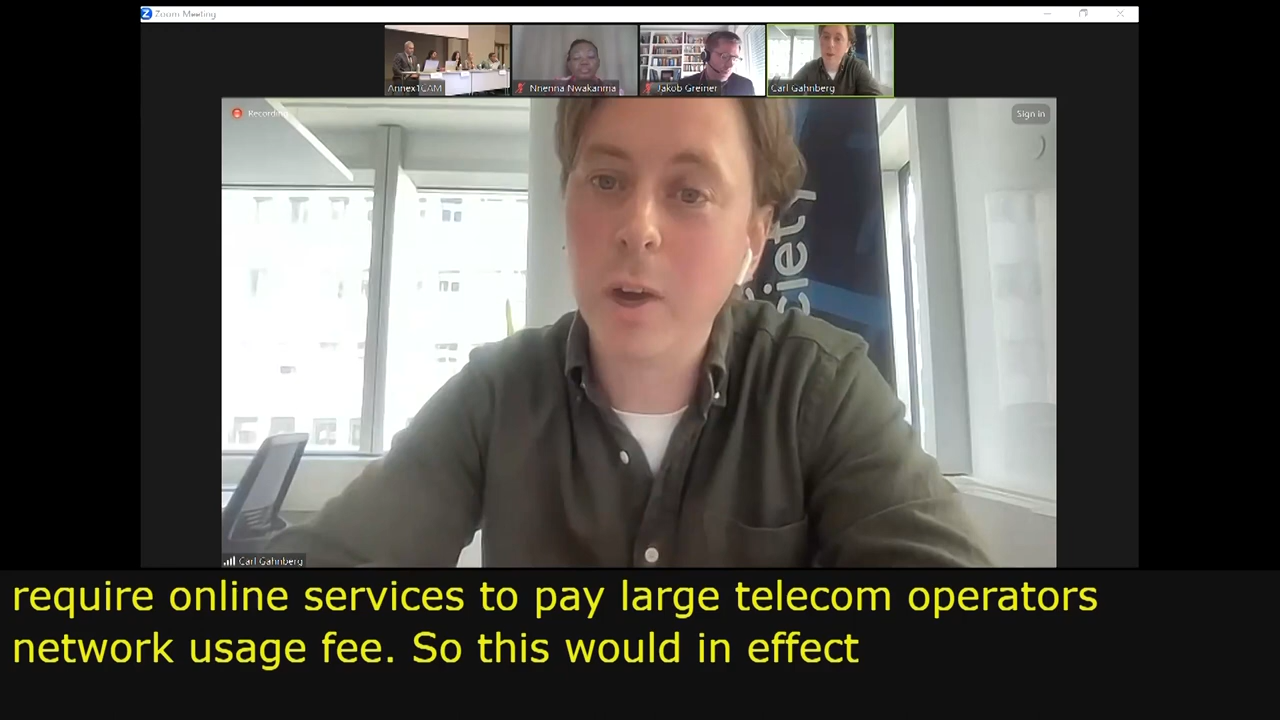 Zoom Meeting
Annex1CAM
Nnenna Nwakanma
Jakob Greiner
Carl Gahnberg
Recording
Sign in
ciety
Carl Gahnberg
require online services to pay large telecom operators
network usage fee. So this would in effect